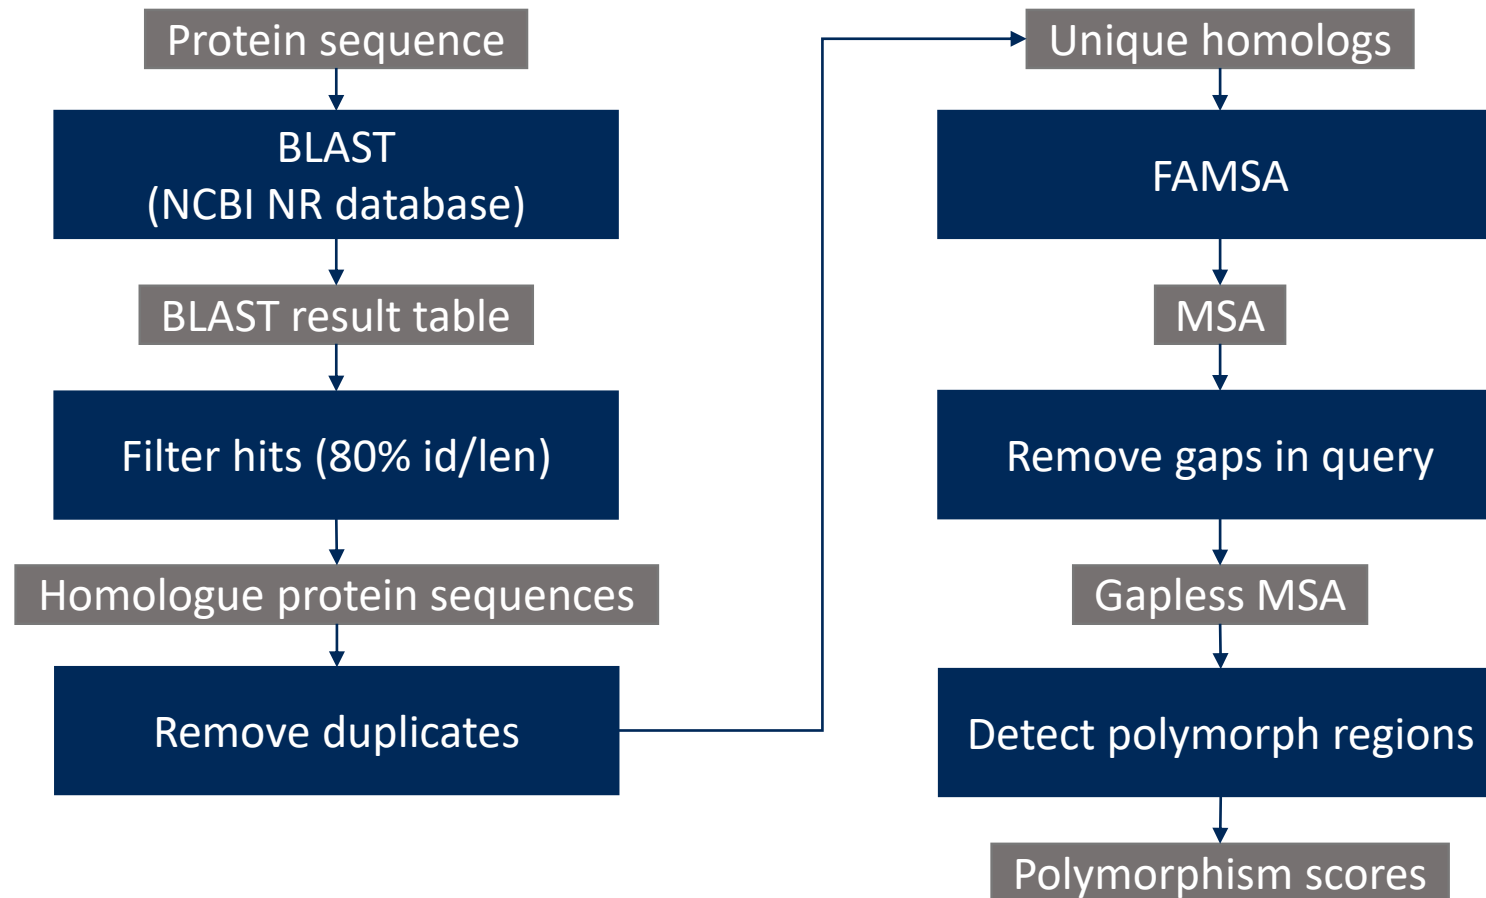 Protein sequence
BLAST
(NCBI NR database)
BLAST result table
Filter hits (80% id/len)
Homologue protein sequences
Remove duplicates
Unique homologs
FAMSA
MSA
Remove gaps in query
Gapless MSA
Detect polymorph regions
Polymorphism scores